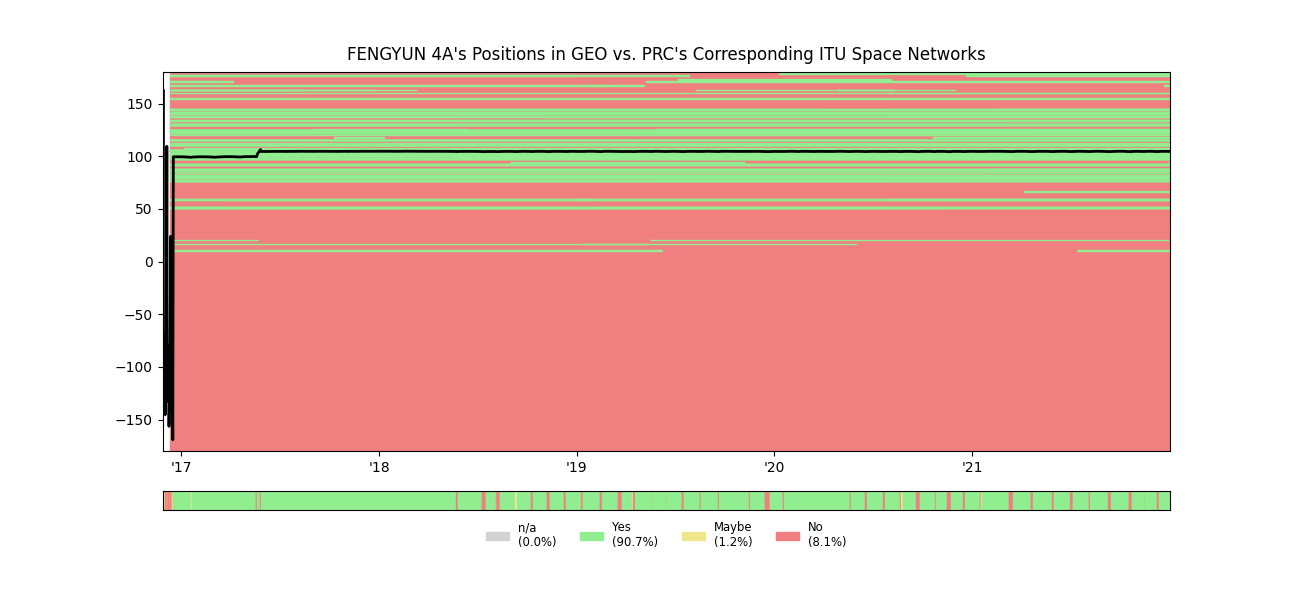 FENGYUN 4A's Positions in GEO vs. PRC's Corresponding ITU Space Networks
150
100
50
0
−50
−100
−150
'17 '18 '19 '20 '21
n/a Yes Maybe No
(0.0%) (90.7%) (1.2%) (8.1%)